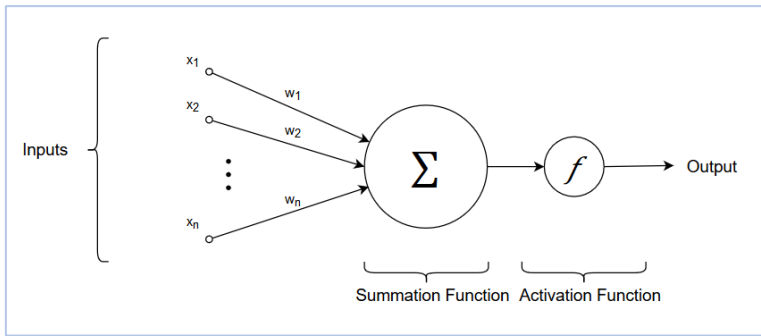 x₁
w₁
x₂
w₂
Inputs
Σ
f
Output
wₙ
xₙ
Summation Function
Activation Function